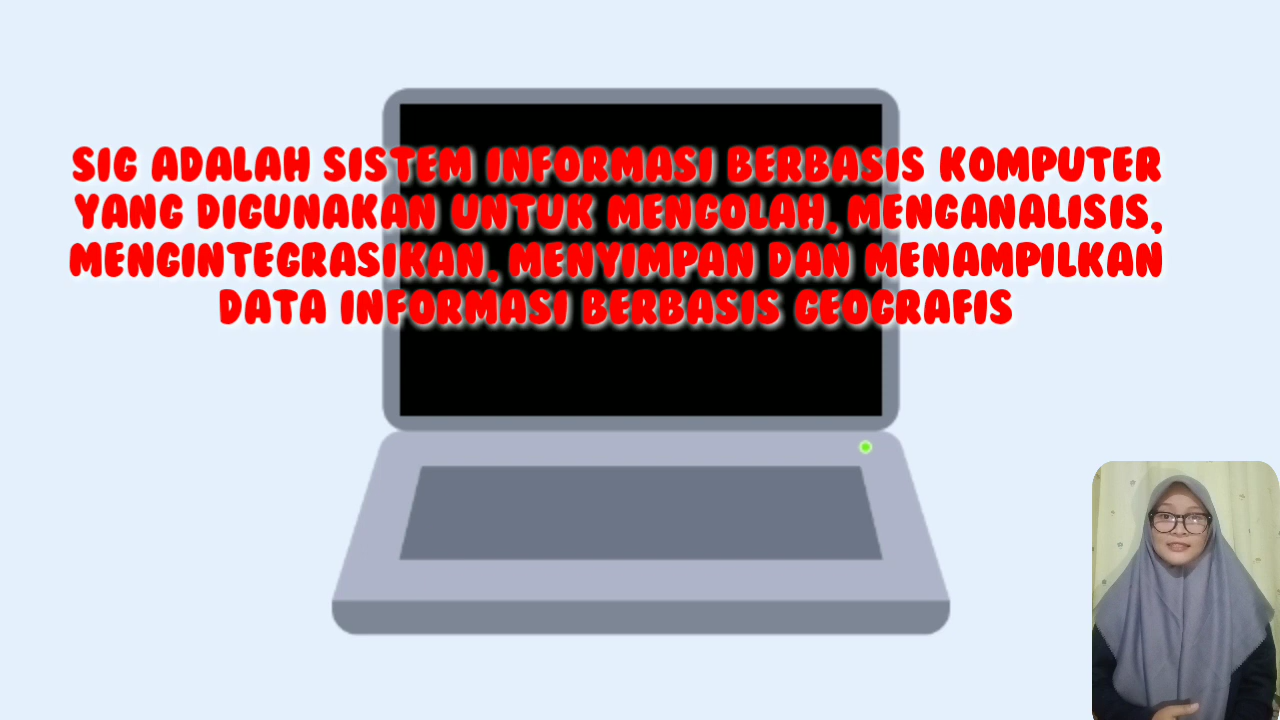 SIG ADALAH SISTEM INFORMASI BERBASIS KOMPUTER
YANG DIGUNAKAN UNTUK MENGOLAH, MENGANALISIS,
MENGINTEGRASIKAN, MENYIMPAN DAN MENAMPILKAN
DATA INFORMASI BERBASIS GEOGRAFIS